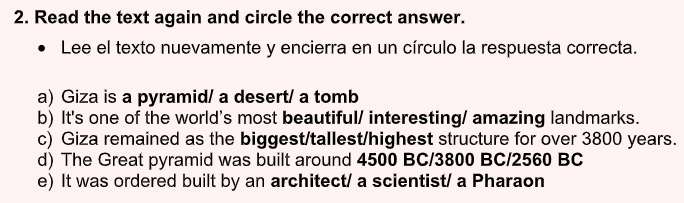 2. Read the text again and circle the correct answer.
• Lee el texto nuevamente y encierra en un círculo la respuesta correcta.
a) Giza is a pyramid/ a desert/ a tomb
b) It's one of the world's most beautiful/ interesting/ amazing landmarks.
c) Giza remained as the biggest/tallest/highest structure for over 3800 years.
d) The Great pyramid was built around 4500 BC/3800 BC/2560 BC
e) It was ordered built by an architect/ a scientist/ a Pharaon